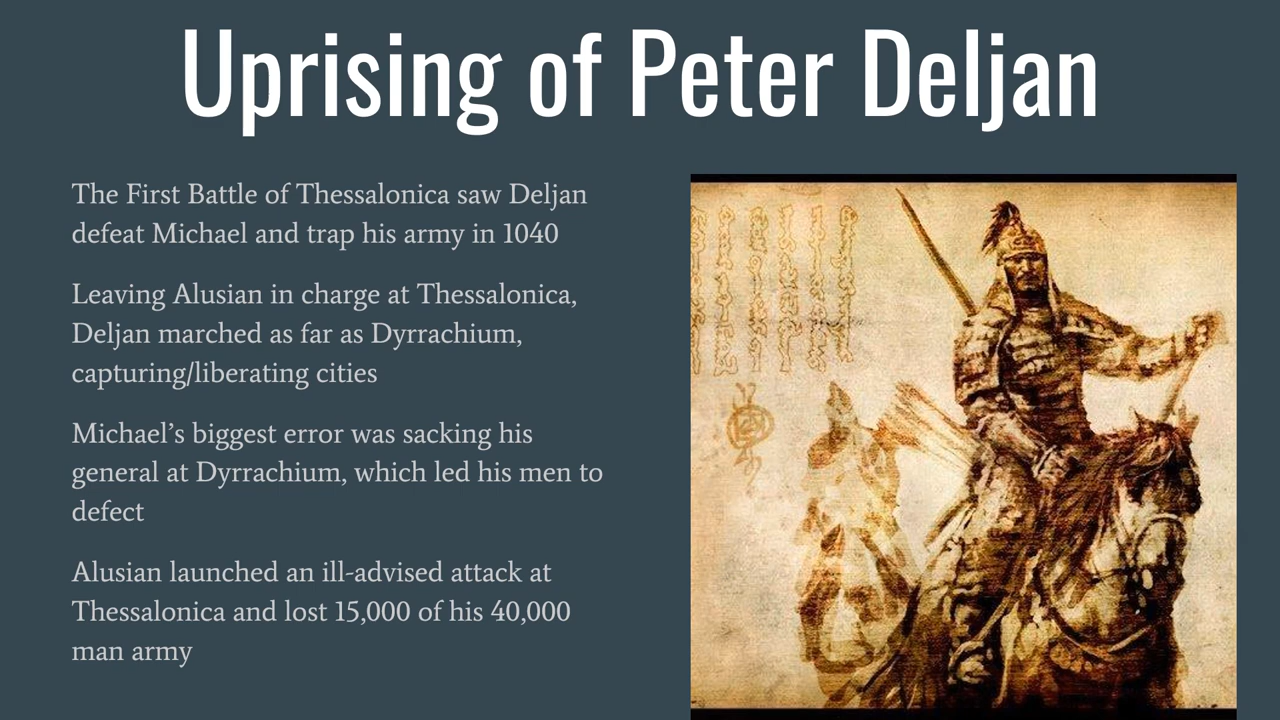 Uprising of Peter Deljan
The First Battle of Thessalonica saw Deljan
defeat Michael and trap his army in 1040
Leaving Alusian in charge at Thessalonica,
Deljan marched as far as Dyrrachium,
capturing/liberating cities
Michael’s biggest error was sacking his
general at Dyrrachium, which led his men to
defect
Alusian launched an ill-advised attack at
Thessalonica and lost 15,000 of his 40,000
man army